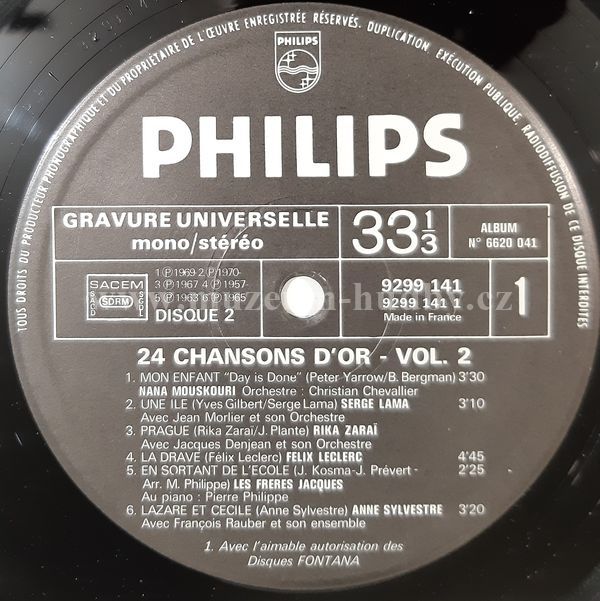 TOUS DROITS DU PRODUCTEUR PHONOGRAPHIQUE ET DU PROPRIÉTAIRE DE L'ŒUVRE ENREGISTRÉE RÉSERVÉS. DUPLICATION, EXÉCUTION PUBLIQUE, RADIODIFFUSION DE CE DISQUE INTERDITES
PHILIPS
PHILIPS
GRAVURE UNIVERSELLE
mono/stéréo
33 1/3
ALBUM
N° 6620 041
SACEM
SACD
SDRM
SGDL
1 ℗ 1969-2 ℗ 1970-
3 ℗ 1967 4 ℗ 1957-
5 ℗ 1963 6 ℗ 1965
DISQUE 2
9299 141
9299 141 1
Made in France
1
24 CHANSONS D'OR - VOL. 2
1. MON ENFANT "Day is Done" (Peter Yarrow/B. Bergman) 3'30
NANA MOUSKOURI Orchestre : Christian Chevallier
2. UNE ILE (Yves Gilbert/Serge Lama) SERGE LAMA 3'10
Avec Jean Morlier et son Orchestre
3. PRAGUE (Rika Zaraï/J. Plante) RIKA ZARAÏ
Avec Jacques Denjean et son Orchestre
4. LA DRAVE (Félix Leclerc) FELIX LECLERC 4'45
5. EN SORTANT DE L'ECOLE (J. Kosma-J. Prévert - 2'25
Arr. M. Philippe) LES FRERES JACQUES
Au piano : Pierre Philippe
6. LAZARE ET CECILE (Anne Sylvestre) ANNE SYLVESTRE 3'20
Avec François Rauber et son ensemble
1. Avec l'aimable autorisation des
Disques FONTANA